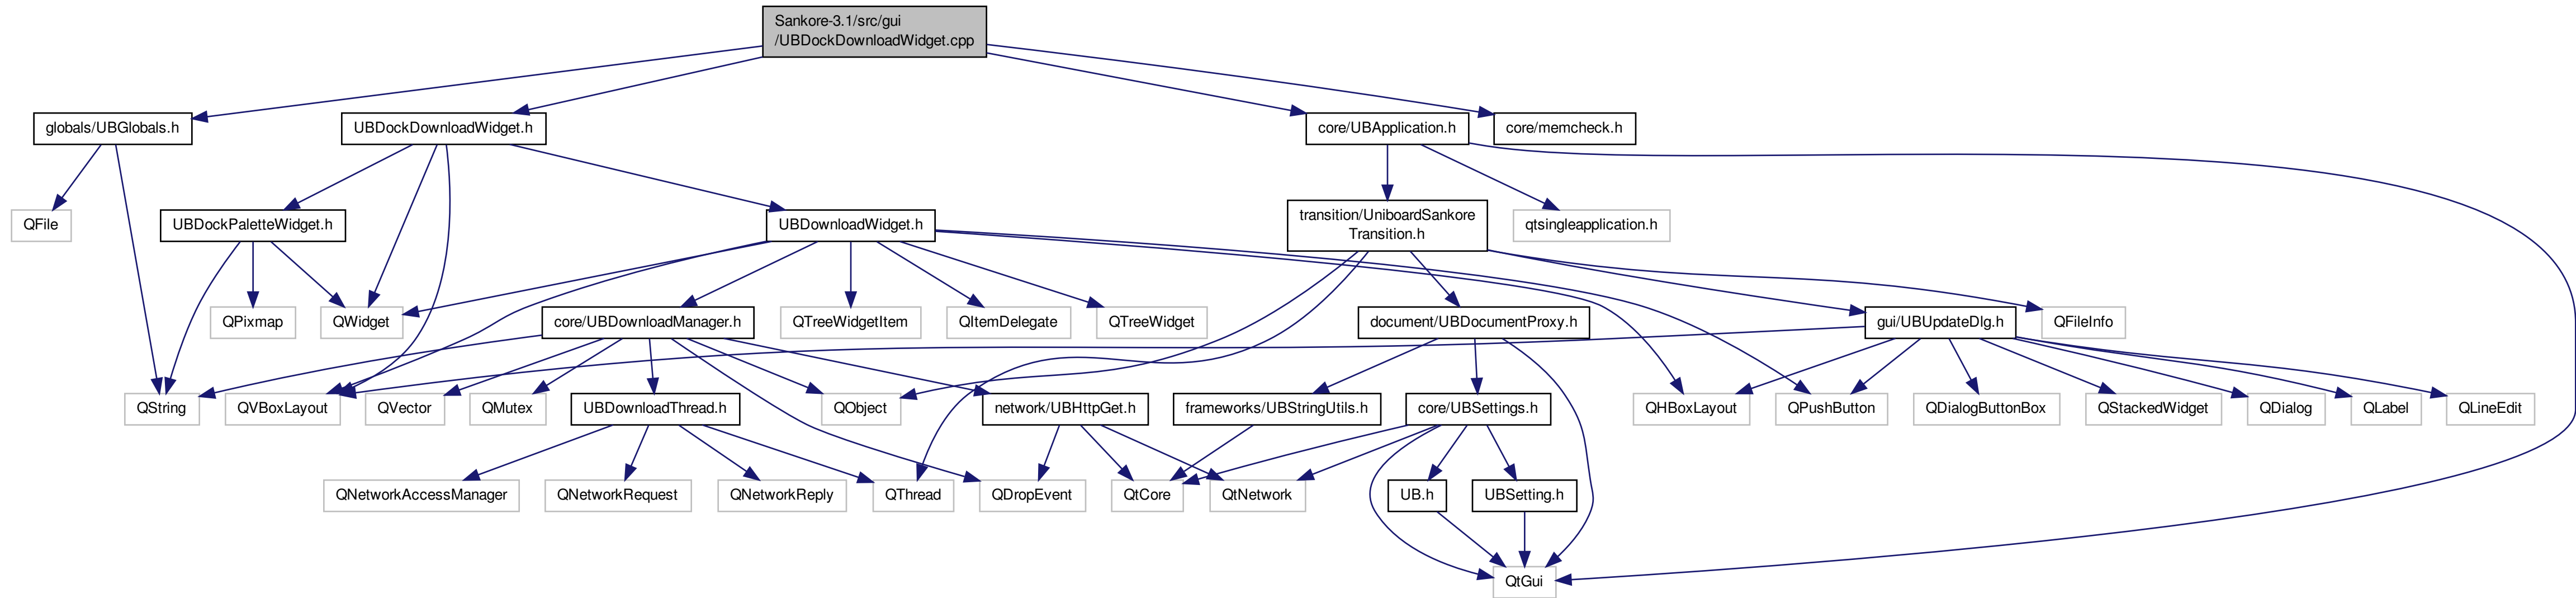 Sankore-3.1/src/gui
/UBDockDownloadWidget.cpp
globals/UBGlobals.h
UBDockDownloadWidget.h
core/UBApplication.h
core/memcheck.h
QFile
UBDockPaletteWidget.h
UBDownloadWidget.h
transition/UniboardSankore
Transition.h
qtsingleapplication.h
QPixmap
QWidget
core/UBDownloadManager.h
QTreeWidgetItem
QItemDelegate
QTreeWidget
document/UBDocumentProxy.h
gui/UBUpdateDlg.h
QFileInfo
QString
QVBoxLayout
QVector
QMutex
UBDownloadThread.h
QObject
network/UBHttpGet.h
frameworks/UBStringUtils.h
core/UBSettings.h
QHBoxLayout
QPushButton
QDialogButtonBox
QStackedWidget
QDialog
QLabel
QLineEdit
QNetworkAccessManager
QNetworkRequest
QNetworkReply
QThread
QDropEvent
QtCore
QtNetwork
UB.h
UBSetting.h
QtGui